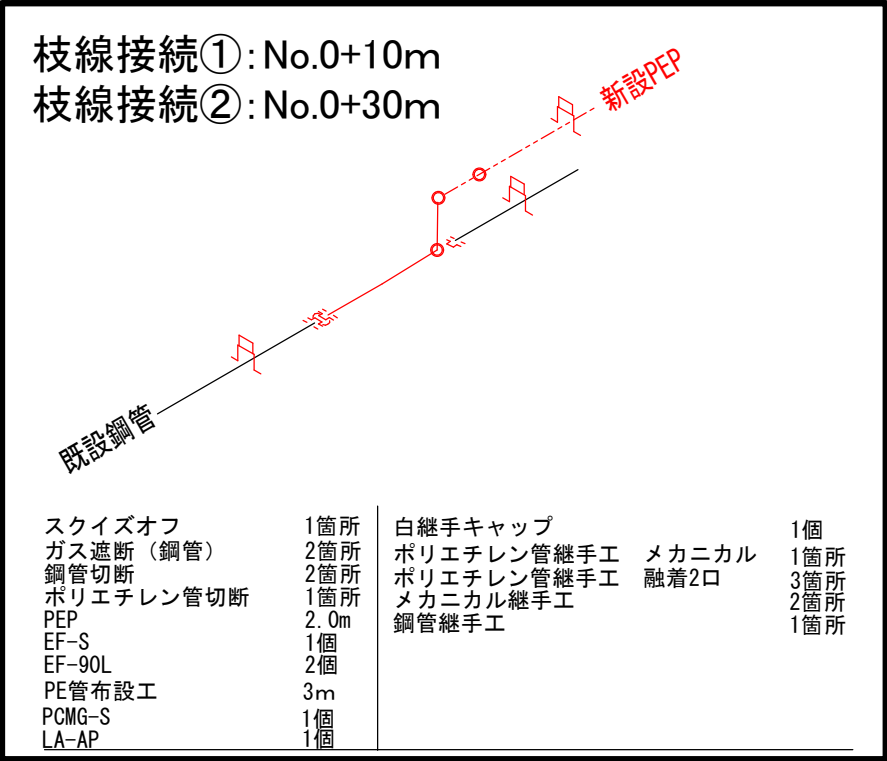 枝線接続①:No.0+10m
枝線接続②:No.0+30m
新設PEP
既設鋼管
スクイズオフ 1箇所
ガス遮断（鋼管） 2箇所
鋼管切断 2箇所
ポリエチレン管切断 1箇所
PEP 2.0m
EF-S 1個
EF-90L 2個
PE管布設工 3m
PCMG-S 1個
LA-AP 1個
白継手キャップ 1個
ポリエチレン管継手工 メカニカル 1箇所
ポリエチレン管継手工 融着2口 3箇所
メカニカル継手工 2箇所
鋼管継手工 1箇所